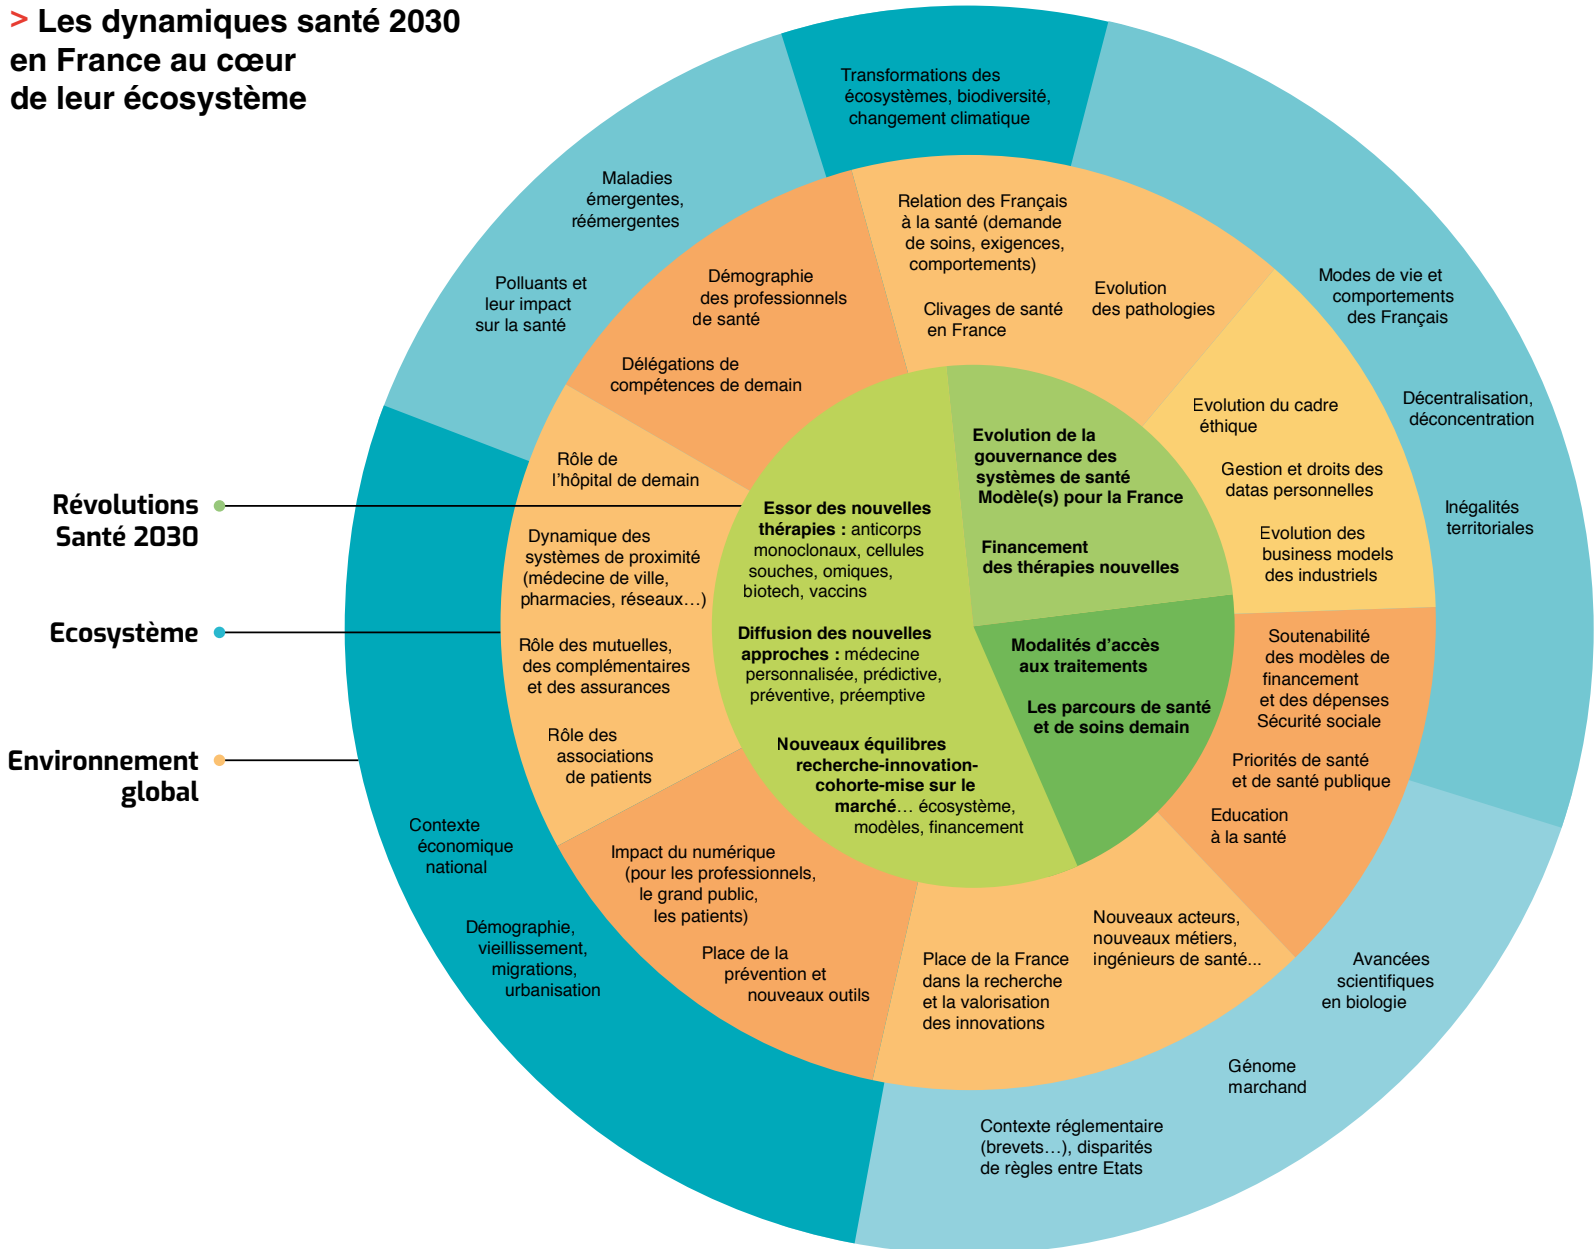 > Les dynamiques santé 2030
en France au cœur
de leur écosystème
Transformations des
écosystèmes, biodiversité,
changement climatique
Maladies
émergentes,
réémergentes
Polluants et
leur impact
sur la santé
Modes de vie et
comportements
des Français
Décentralisation,
déconcentration
Inégalités
territoriales
Relation des Français
à la santé (demande
de soins, exigences,
comportements)
Clivages de santé
en France
Evolution
des pathologies
Démographie
des professionnels
de santé
Délégations de
compétences de demain
Evolution du cadre
éthique
Gestion et droits des
datas personnelles
Evolution des
business models
des industriels
Rôle de
l'hôpital de demain
Dynamique des
systèmes de proximité
(médecine de ville,
pharmacies, réseaux…)
Rôle des mutuelles,
des complémentaires
et des assurances
Rôle des
associations
de patients
Evolution de la
gouvernance des
systèmes de santé
Modèle(s) pour la France
Financement
des thérapies nouvelles
Essor des nouvelles
thérapies : anticorps
monoclonaux, cellules
souches, omiques,
biotech, vaccins
Diffusion des nouvelles
approches : médecine
personnalisée, prédictive,
préventive, préemptive
Nouveaux équilibres
recherche-innovation-
cohorte-mise sur le
marché… écosystème,
modèles, financement
Modalités d'accès
aux traitements
Les parcours de santé
et de soins demain
Soutenabilité
des modèles de
financement
et des dépenses
Sécurité sociale
Priorités de santé
et de santé publique
Education
à la santé
Révolutions
Santé 2030
Ecosystème
Environnement
global
Contexte
économique
national
Démographie,
vieillissement,
migrations,
urbanisation
Impact du numérique
(pour les professionnels,
le grand public,
les patients)
Place de la
prévention et
nouveaux outils
Place de la France
dans la recherche
et la valorisation
des innovations
Nouveaux acteurs,
nouveaux métiers,
ingénieurs de santé...
Avancées
scientifiques
en biologie
Génome
marchand
Contexte réglementaire
(brevets…), disparités
de règles entre Etats